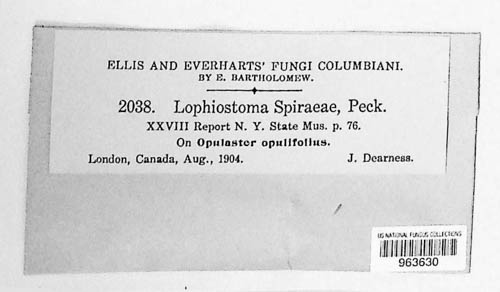 ELLIS AND EVERHARTS' FUNGI COLUMBIANI.
BY E. BARTHOLOMEW.
2038. Lophiostoma Spiraeae, Peck.
XXVIII Report N. Y. State Mus. p. 76.
On Opulaster opulifolius.
London, Canada, Aug., 1904. J. Dearness.
US NATIONAL FUNGUS COLLECTIONS
963630